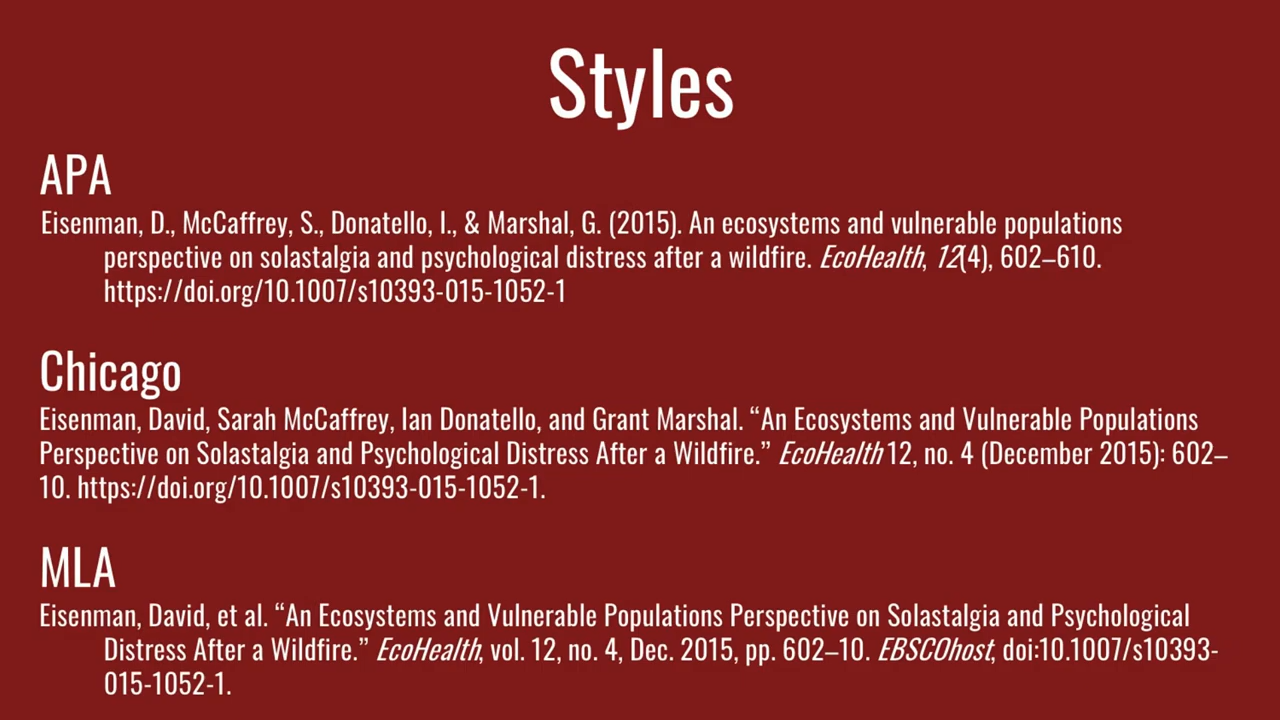 Styles
APA
Eisenman, D., McCaffrey, S., Donatello, I., & Marshal, G. (2015). An ecosystems and vulnerable populations
perspective on solastalgia and psychological distress after a wildfire. EcoHealth, 12(4), 602–610.
https://doi.org/10.1007/s10393-015-1052-1
Chicago
Eisenman, David, Sarah McCaffrey, Ian Donatello, and Grant Marshal. “An Ecosystems and Vulnerable Populations
Perspective on Solastalgia and Psychological Distress After a Wildfire.” EcoHealth 12, no. 4 (December 2015): 602–
10. https://doi.org/10.1007/s10393-015-1052-1.
MLA
Eisenman, David, et al. “An Ecosystems and Vulnerable Populations Perspective on Solastalgia and Psychological
Distress After a Wildfire.” EcoHealth, vol. 12, no. 4, Dec. 2015, pp. 602–10. EBSCOhost, doi:10.1007/s10393-
015-1052-1.